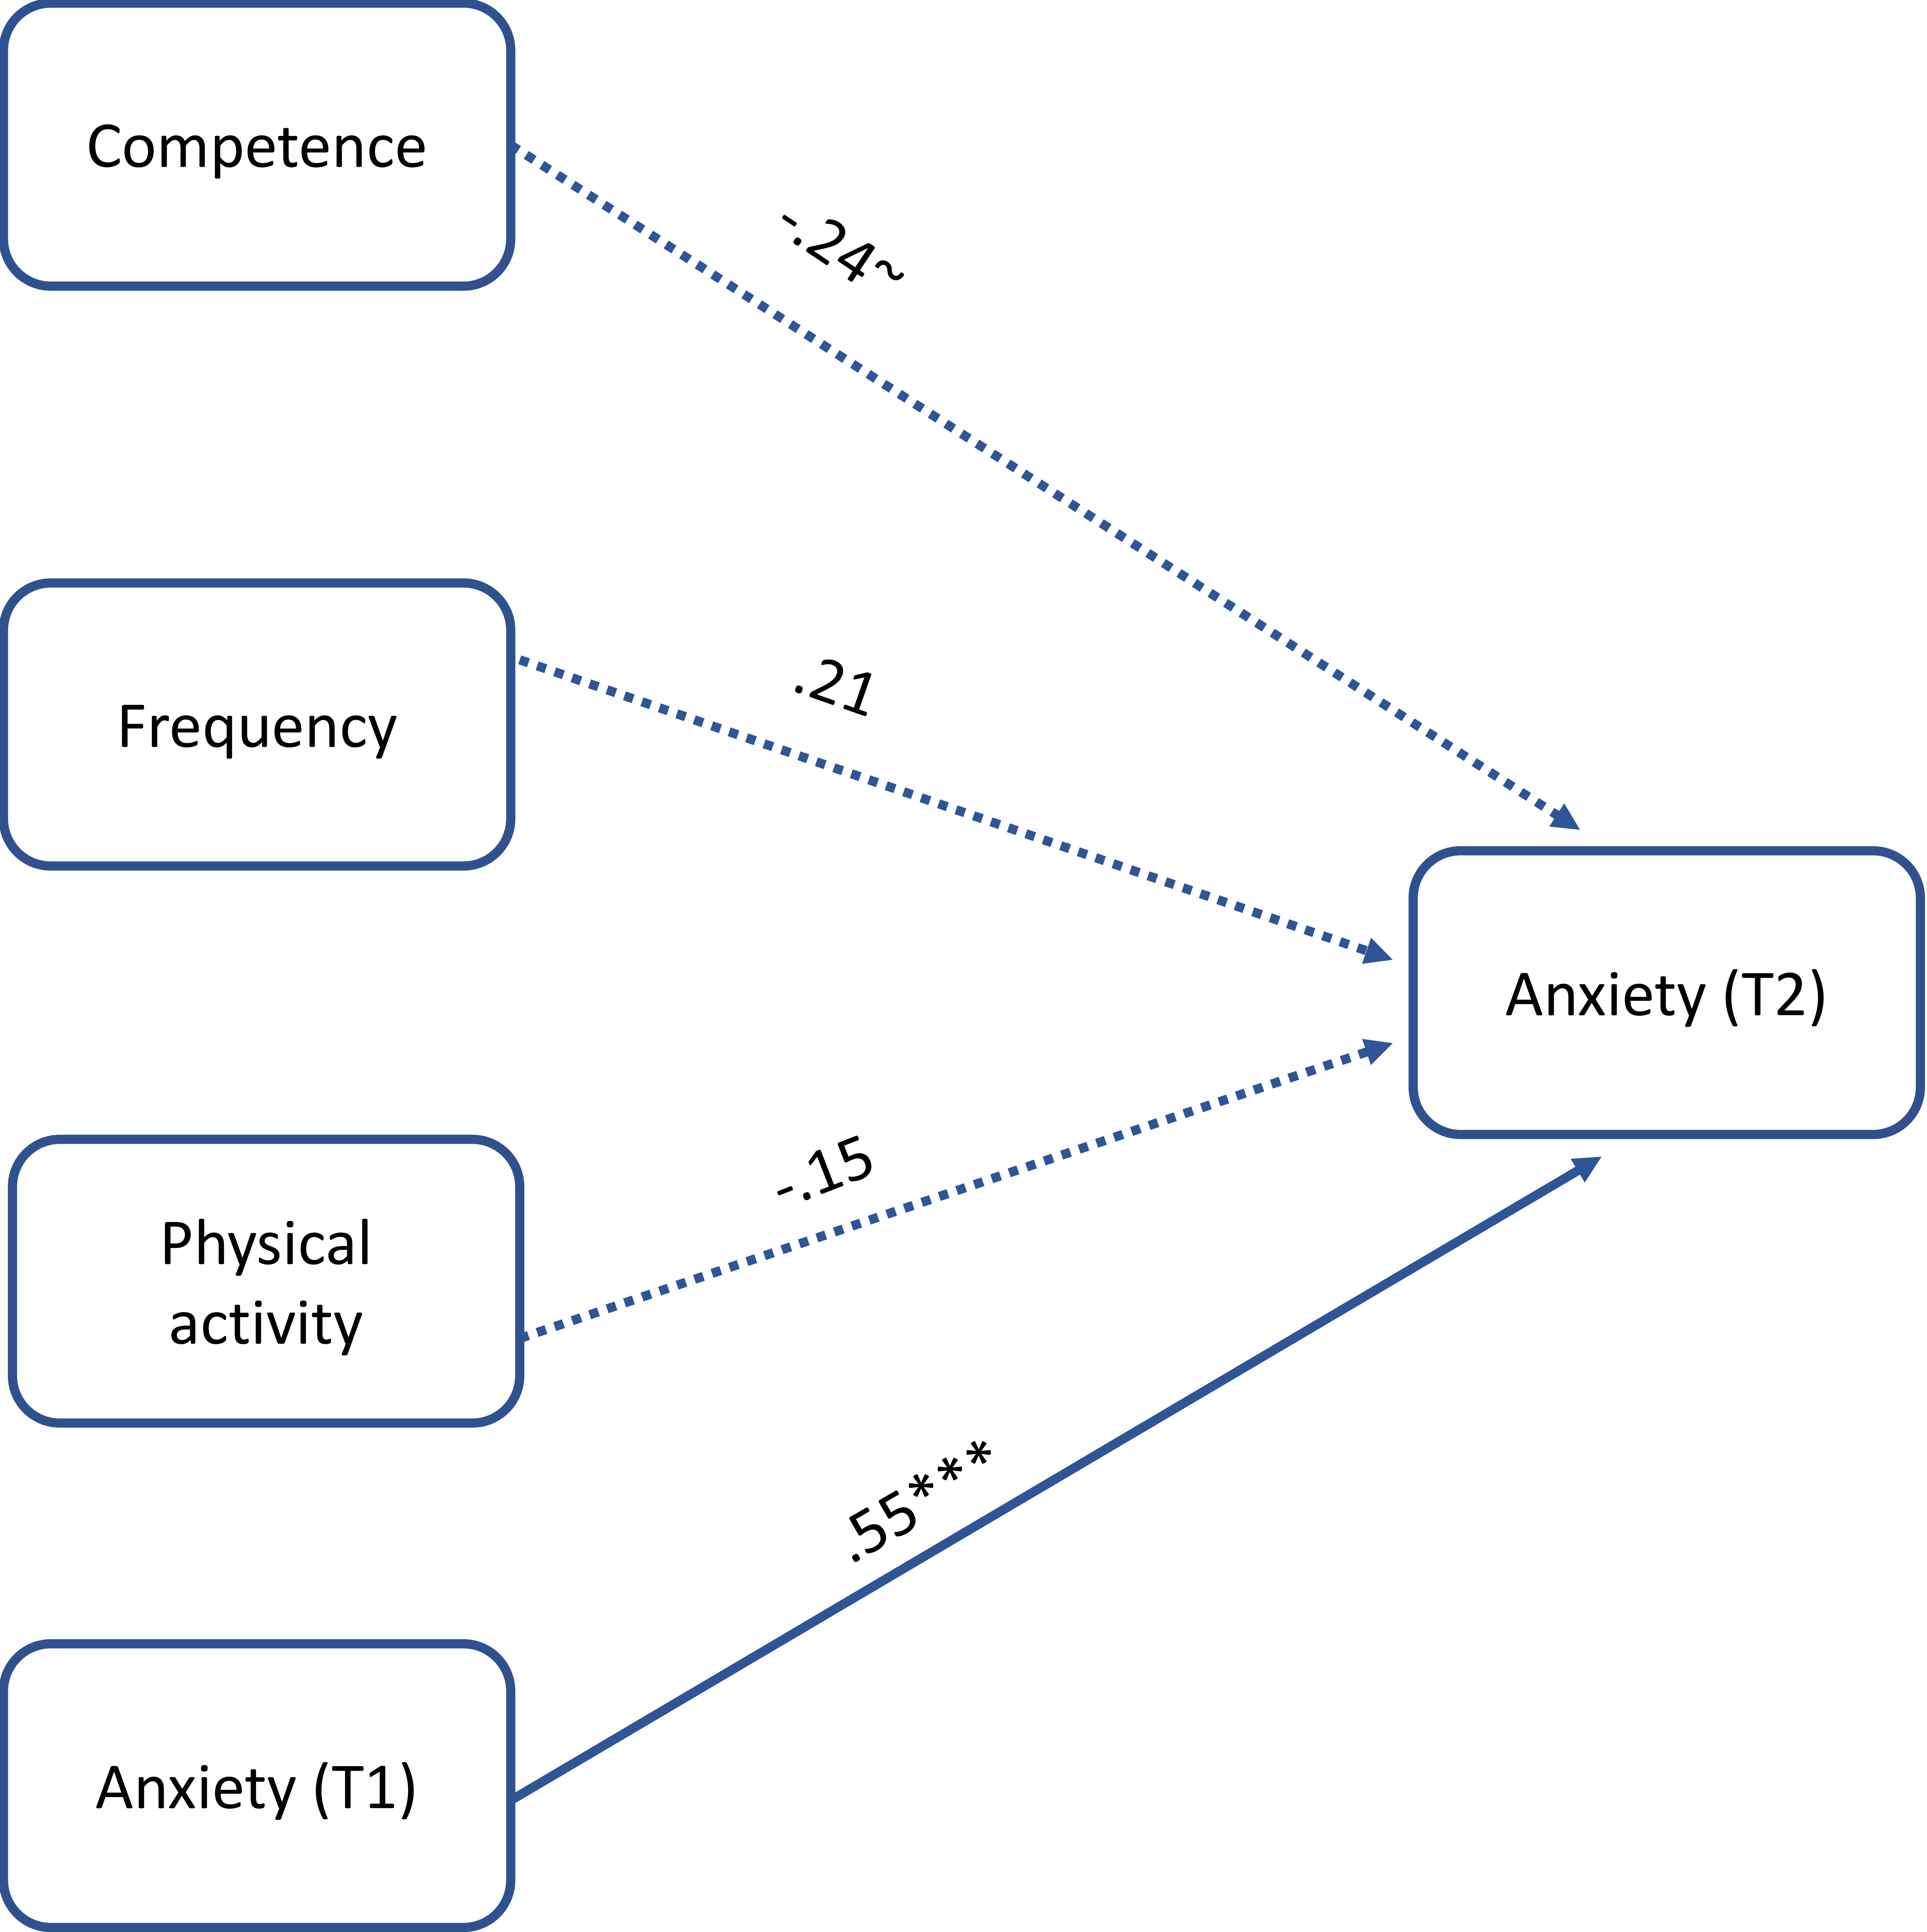 Competence
-.24~
Frequency
.21
Anxiety (T2)
Physical
activity
-.15
.55***
Anxiety (T1)